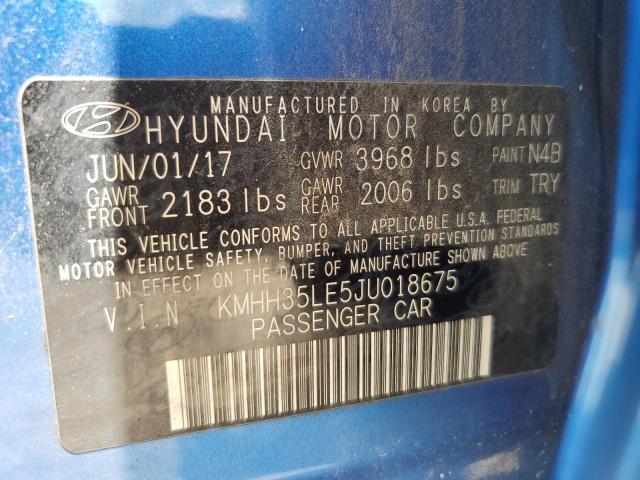 MANUFACTURED IN KOREA BY
HYUNDAI MOTOR COMPANY
JUN/01/17 GVWR 3968 lbs PAINT N4B
GAWR FRONT 2183 lbs GAWR REAR 2006 lbs TRIM TRY
THIS VEHICLE CONFORMS TO ALL APPLICABLE U.S.A. FEDERAL
MOTOR VEHICLE SAFETY, BUMPER, AND THEFT PREVENTION STANDARDS
IN EFFECT ON THE DATE OF MANUFACTURE SHOWN ABOVE.
V.I.N KMHH35LE5JU018675
PASSENGER CAR